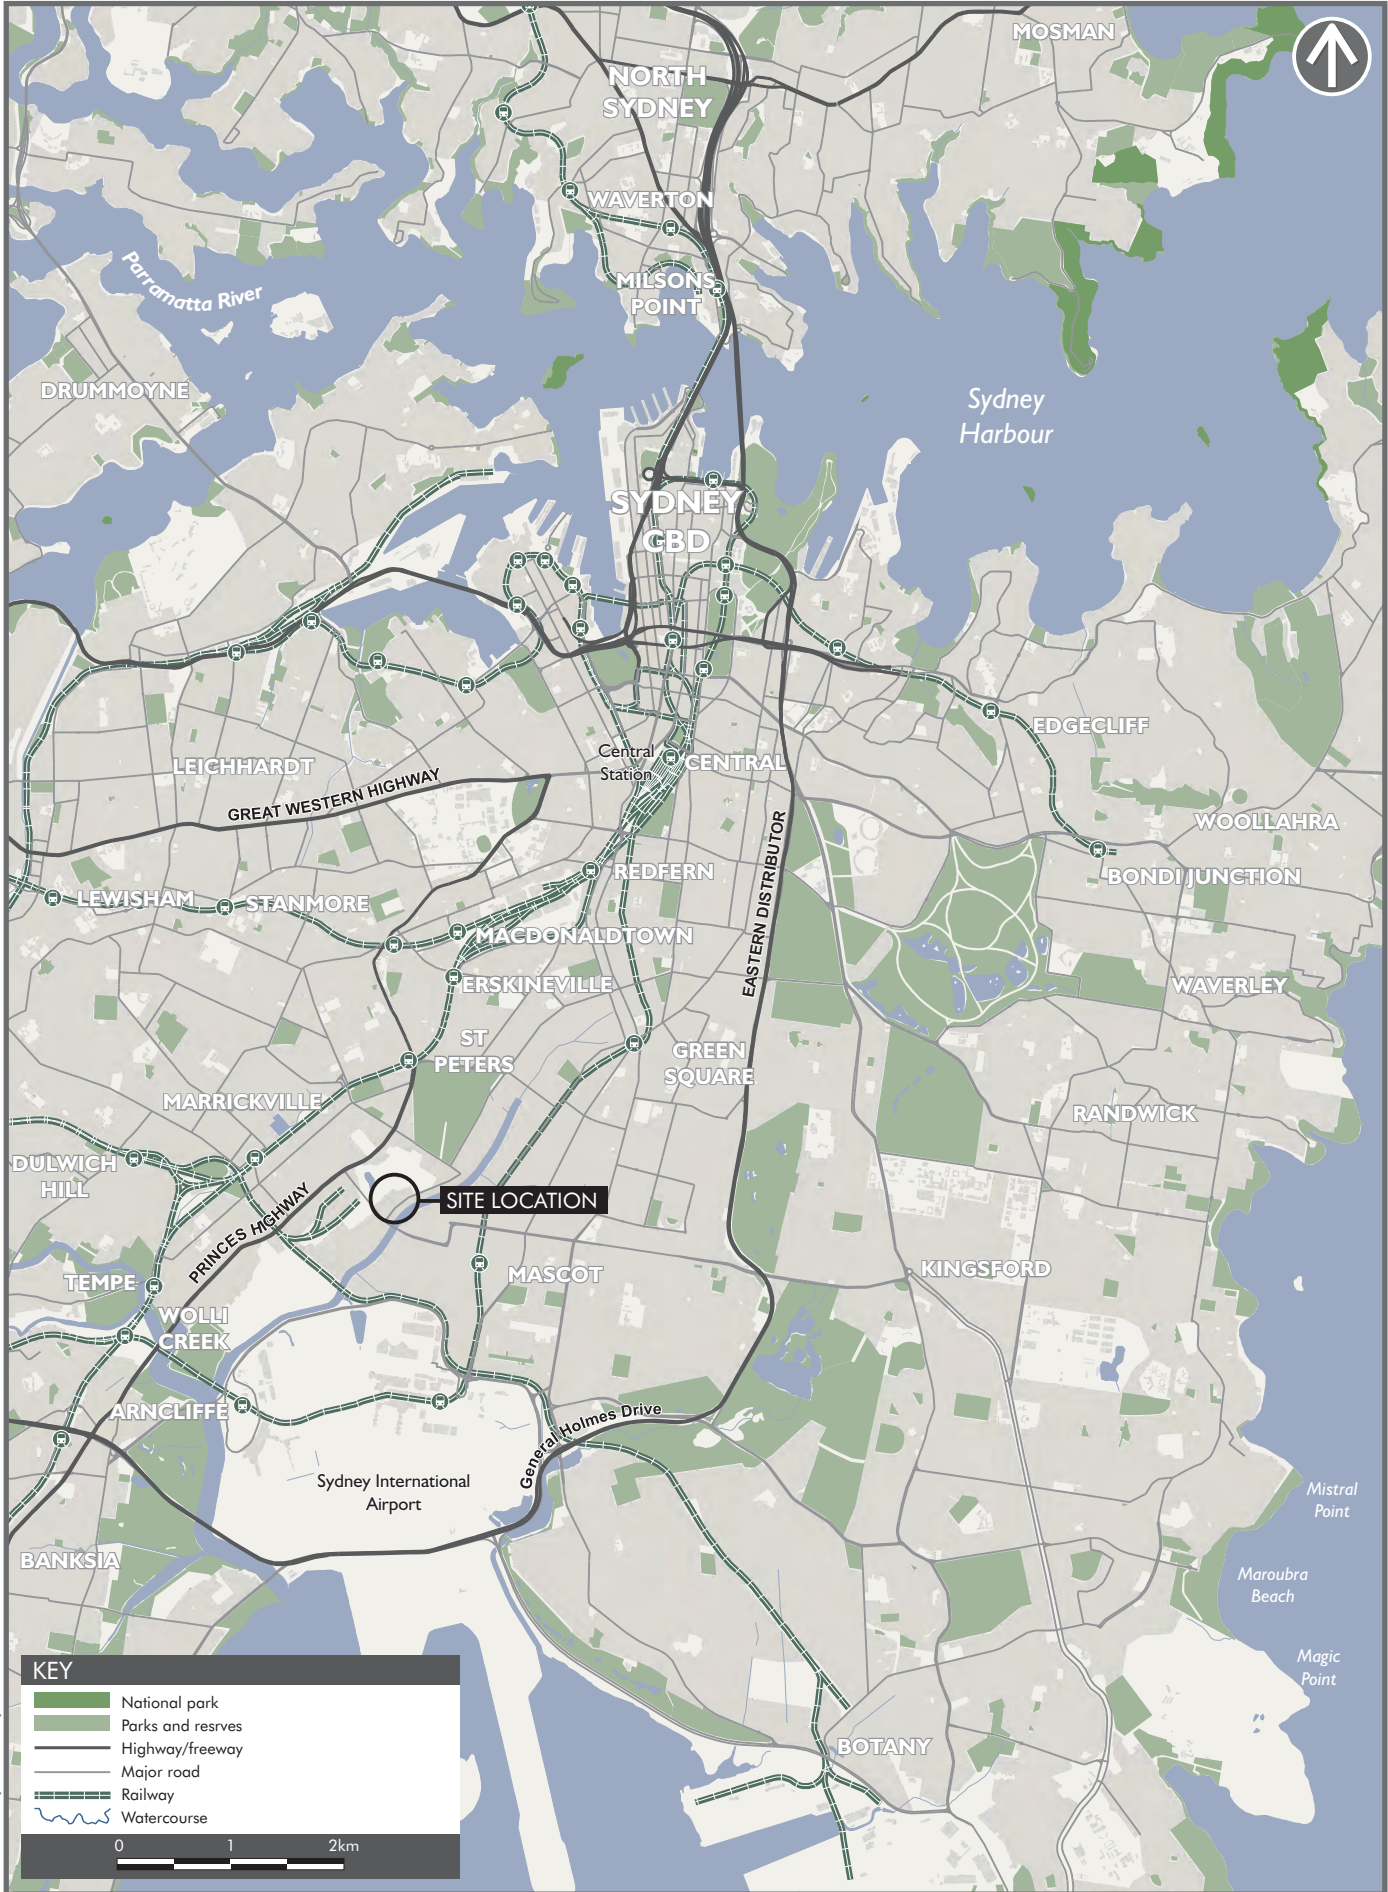 MOSMAN
NORTH
SYDNEY
WAVERTON
MILSONS
POINT
Parramatta River
DRUMMOYNE
Sydney
Harbour
SYDNEY
GBD
EDGECLIFF
Central
Station
CENTRAL
LEICHHARDT
GREAT WESTERN HIGHWAY
WOOLLAHRA
EASTERN DISTRIBUTOR
REDFERN
BONDI JUNCTION
LEWISHAM
STANMORE
MACDONALDTOWN
ERSKINEVILLE
WAVERLEY
ST
PETERS
GREEN
SQUARE
MARRICKVILLE
RANDWICK
DULWICH
HILL
SITE LOCATION
PRINCES HIGHWAY
TEMPE
MASCOT
KINGSFORD
WOLLI
CREEK
ARNCLIFFE
General Holmes Drive
Sydney International
Airport
Mistral
Point
BANKSIA
Maroubra
Beach
Magic
Point
BOTANY
KEY
National park
Parks and resrves
Highway/freeway
Major road
Railway
Watercourse
0 1 2km